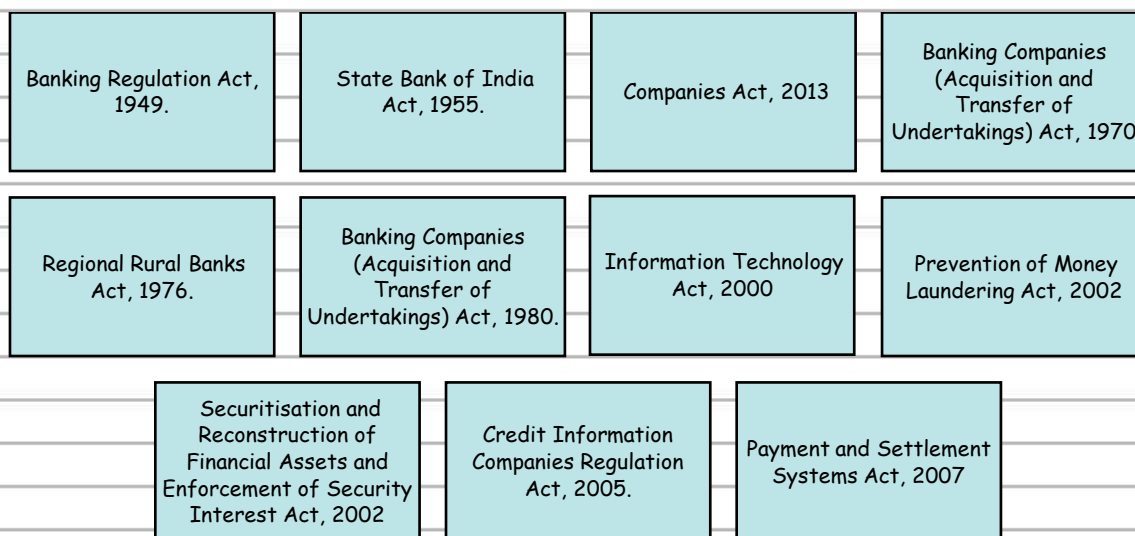 Banking Regulation Act,
1949.
State Bank of India
Act, 1955.
Companies Act, 2013
Banking Companies
(Acquisition and
Transfer of
Undertakings) Act, 1970
Regional Rural Banks
Act, 1976.
Banking Companies
(Acquisition and
Transfer of
Undertakings) Act, 1980.
Information Technology
Act, 2000
Prevention of Money
Laundering Act, 2002
Securitisation and
Reconstruction of
Financial Assets and
Enforcement of Security
Interest Act, 2002
Credit Information
Companies Regulation
Act, 2005.
Payment and Settlement
Systems Act, 2007